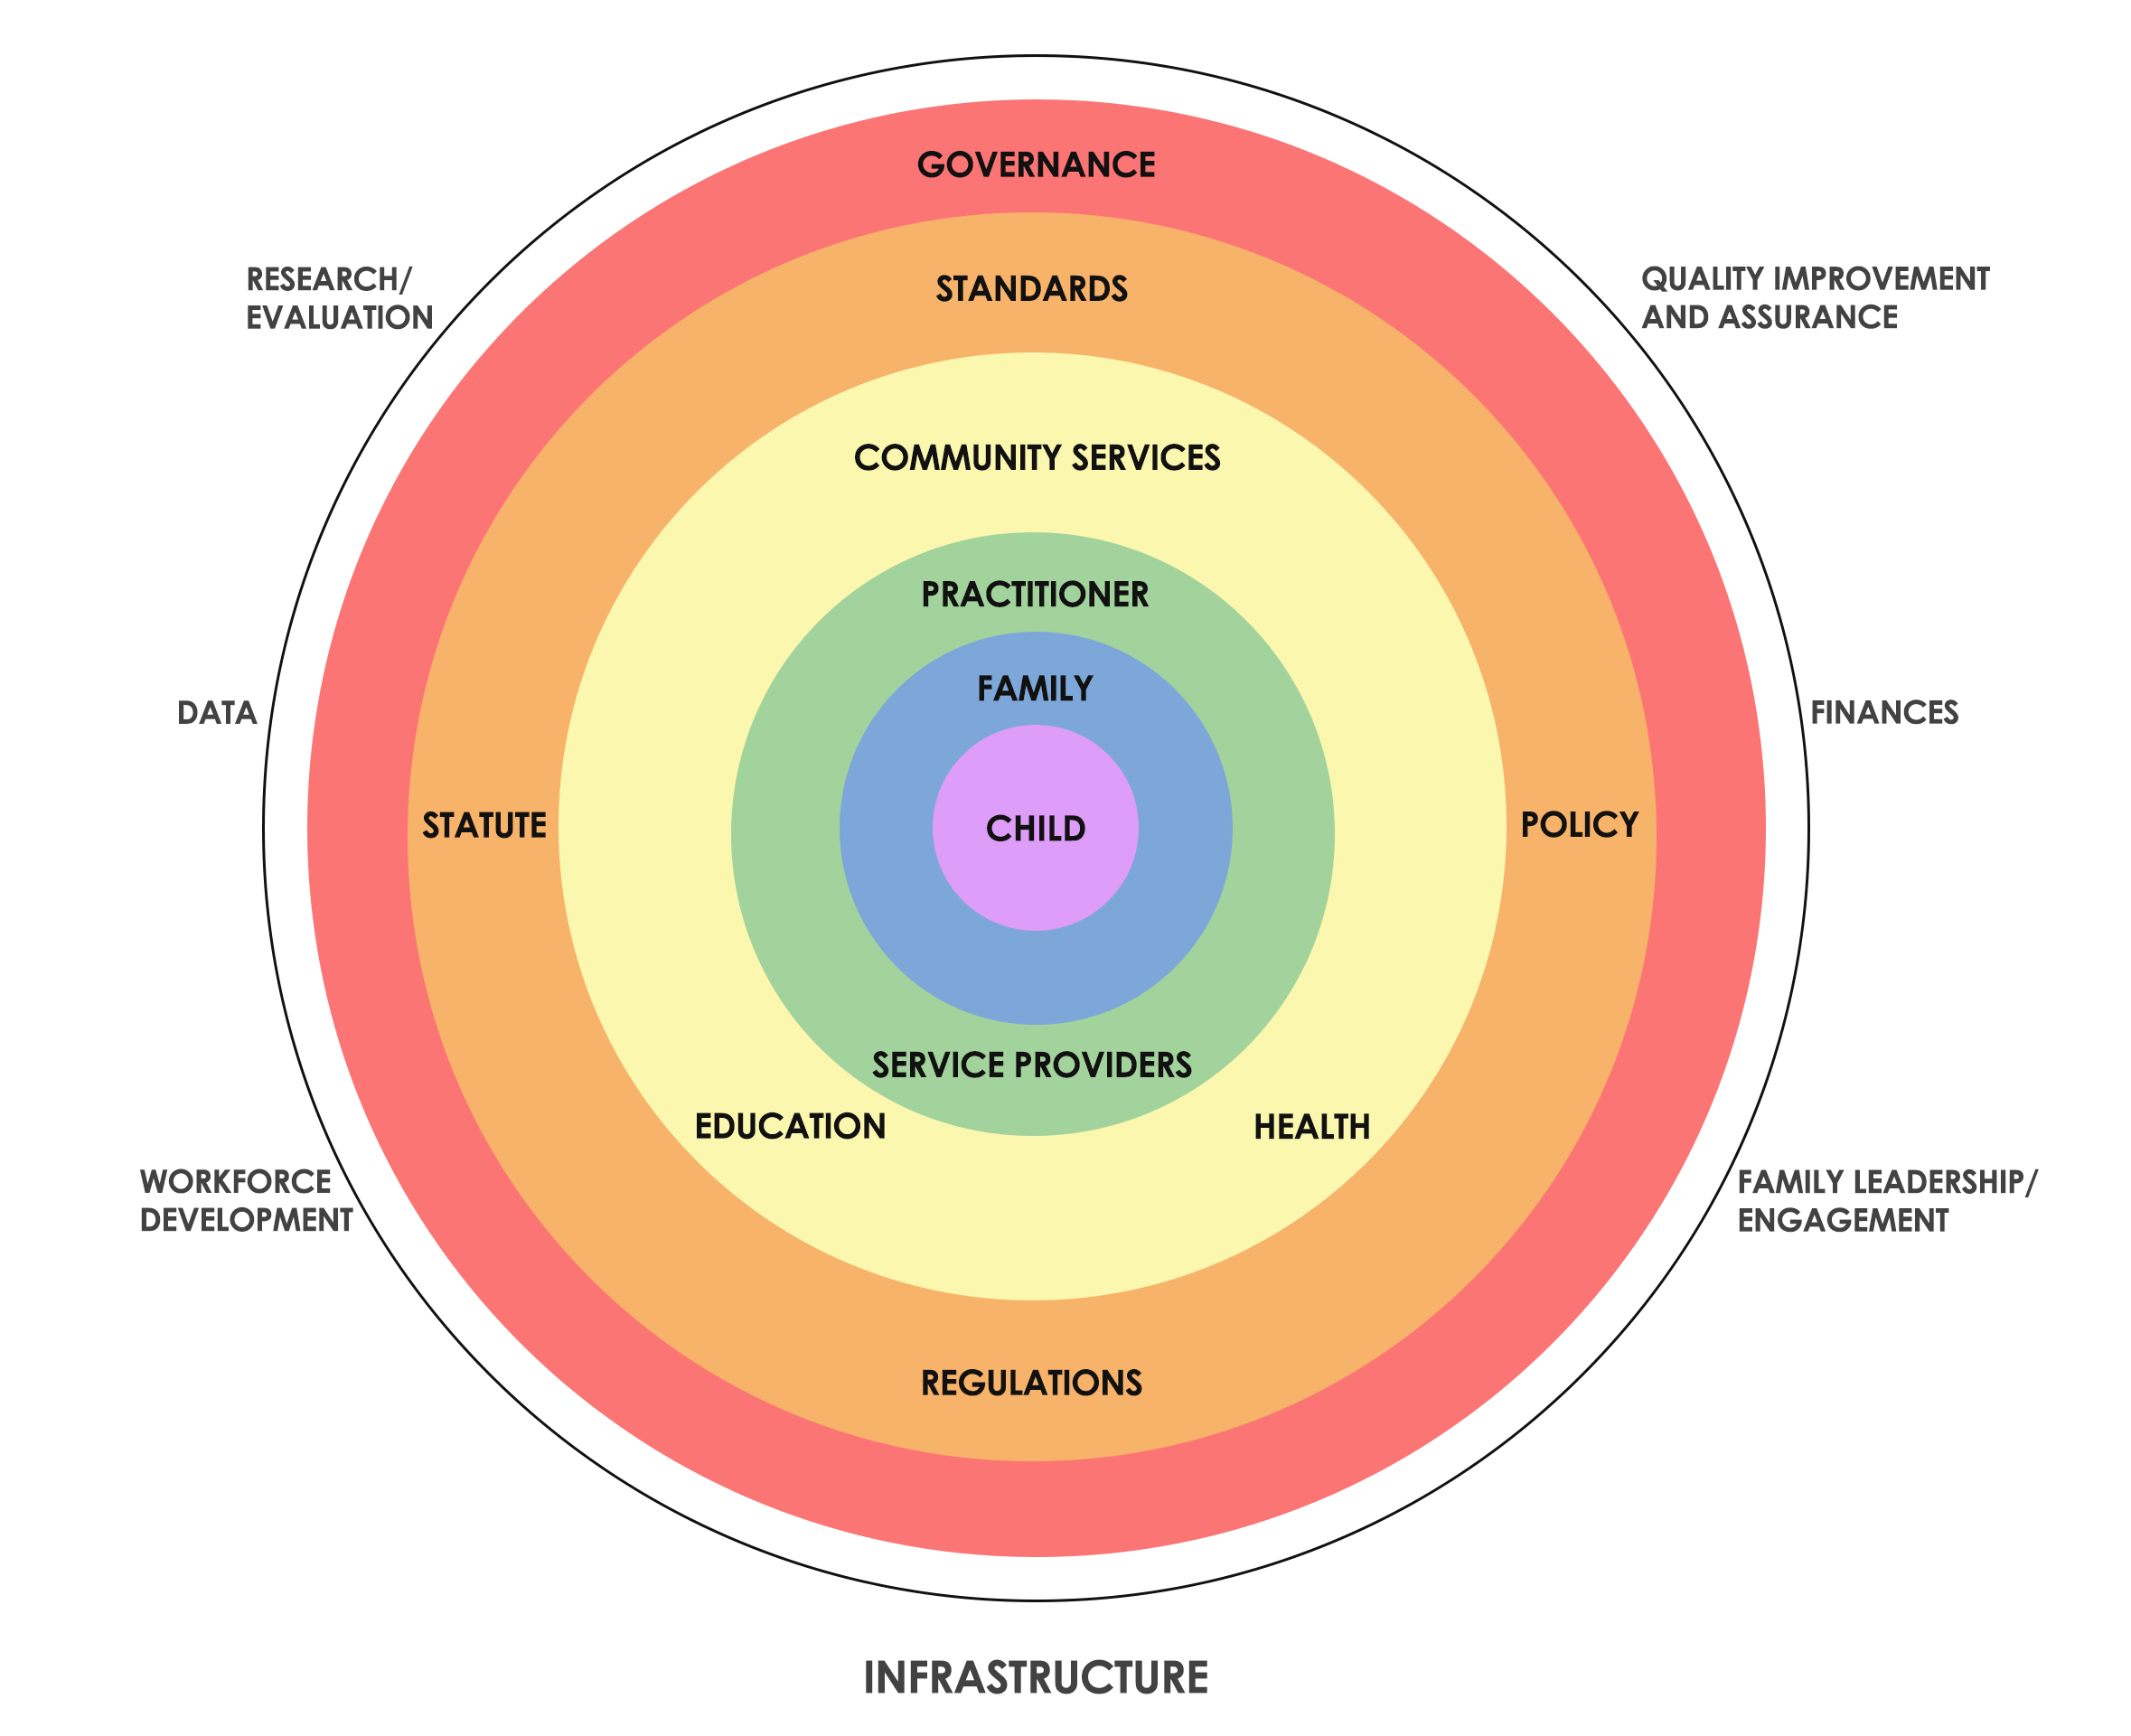 GOVERNANCE
RESEARCH/
EVALUATION
QUALITY IMPROVEMENT
AND ASSURANCE
STANDARDS
COMMUNITY SERVICES
PRACTITIONER
FAMILY
DATA
FINANCES
STATUTE
CHILD
POLICY
SERVICE PROVIDERS
EDUCATION
HEALTH
WORKFORCE
DEVELOPMENT
FAMILY LEADERSHIP/
ENGAGEMENT
REGULATIONS
INFRASTRUCTURE